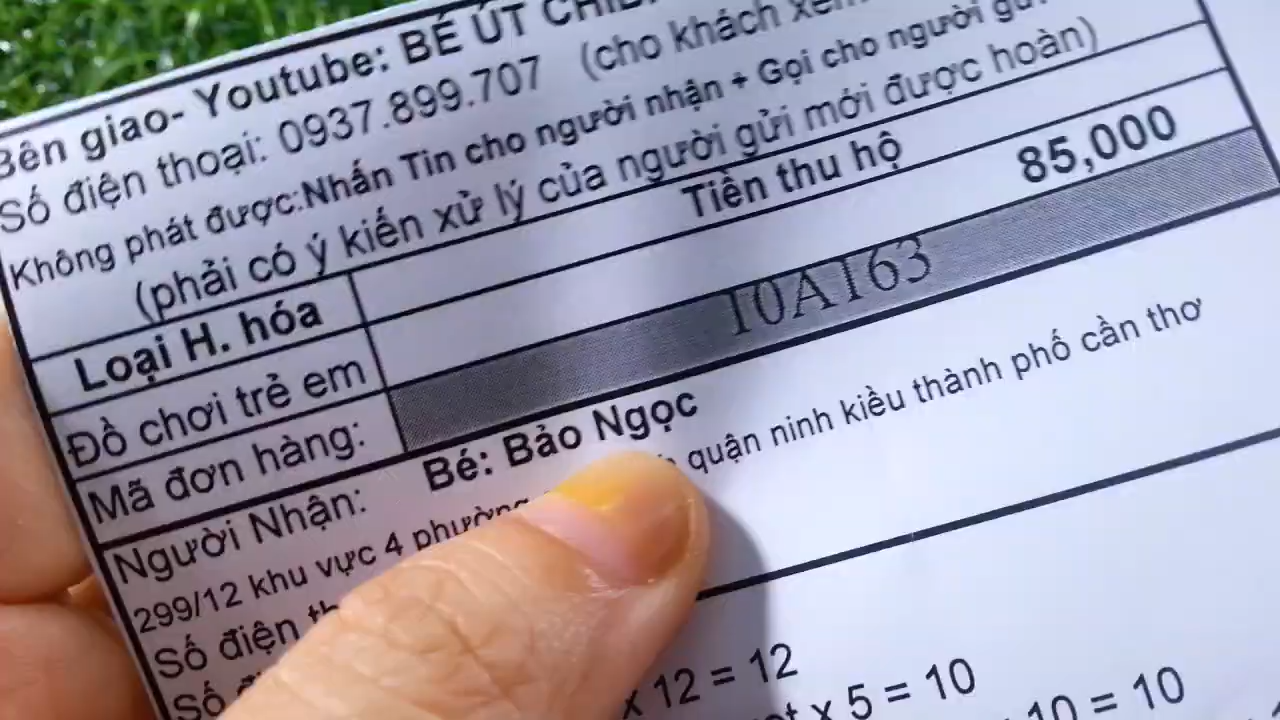 Bên giao- Youtube: BÉ ÚT
Số điện thoại: 0937.899.707 (cho khách xem
Không phát được:Nhấn Tin cho người nhận + Gọi cho người gửi
(phải có ý kiến xử lý của người gửi mới được hoàn)
Loại H. hóa Tiền thu hộ
Đồ chơi trẻ em 85,000
Mã đơn hàng: 10A163
Người Nhận: Bé: Bảo Ngọc
299/12 khu vực 4 phường quận ninh kiều thành phố cần thơ
Số điện
Số
x 12 = 12
x 5 = 10
10 = 10